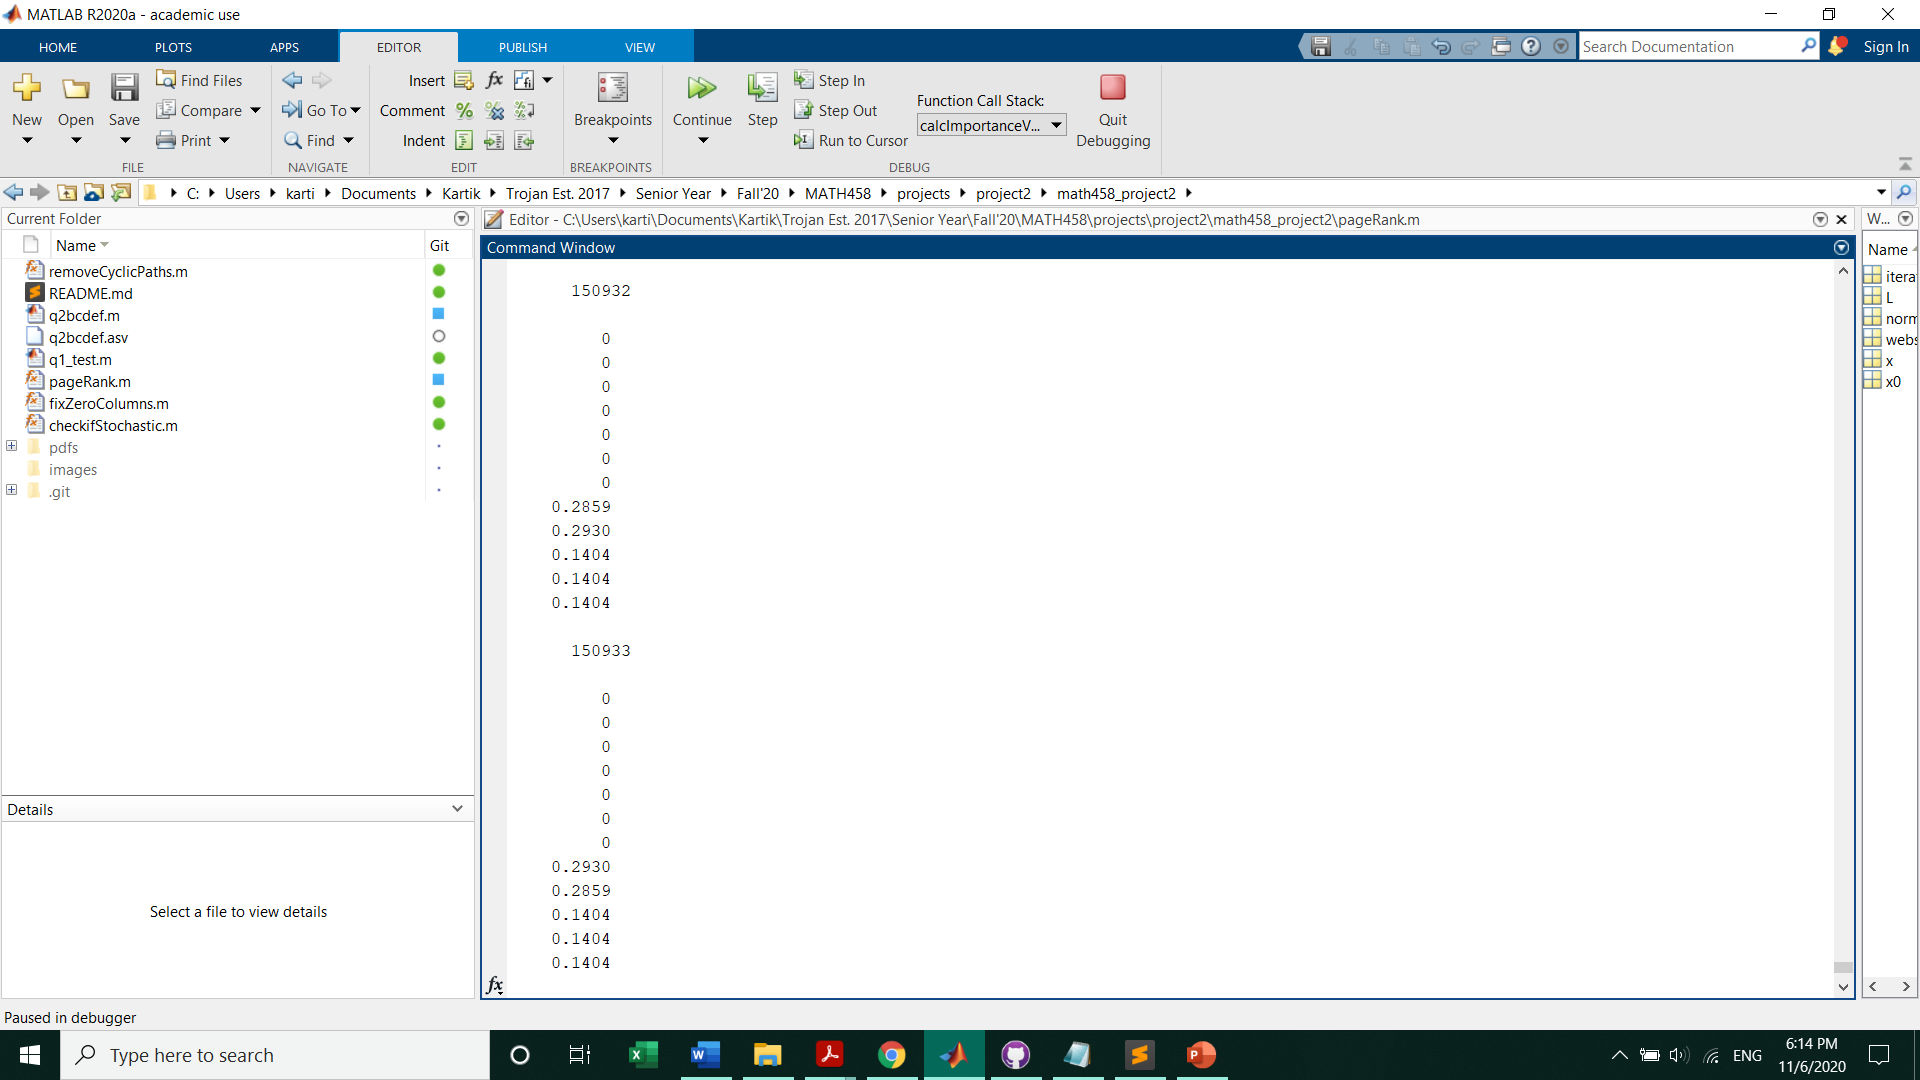 MATLAB R2020a - academic use
HOME PLOTS APPS EDITOR PUBLISH VIEW
Search Documentation
Sign In
New
Open
Save
Find Files
Compare
Print
FILE
Go To
Find
NAVIGATE
Insert
fx
fi
Comment
Indent
EDIT
Breakpoints
BREAKPOINTS
Continue
Step
Step In
Step Out
Run to Cursor
Function Call Stack:
calcImportanceV...
Quit
Debugging
DEBUG
C: Users karti Documents Kartik Trojan Est. 2017 Senior Year Fall'20 MATH458 projects project2 math458_project2
Current Folder
Name Git
removeCyclicPaths.m
README.md
q2bcdef.m
q2bcdef.asv
q1_test.m
pageRank.m
fixZeroColumns.m
checkifStochastic.m
pdfs
images
.git
Details
Select a file to view details
Editor - C:\Users\karti\Documents\Kartik\Trojan Est. 2017\Senior Year\Fall'20\MATH458\projects\project2\math458_project2\pageRank.m
Command Window
150932
0
0
0
0
0
0
0
0.2859
0.2930
0.1404
0.1404
0.1404
150933
0
0
0
0
0
0
0
0.2930
0.2859
0.1404
0.1404
0.1404
fx
W...
Name
itera
L
norm
webs
x
x0
Paused in debugger
Type here to search
ENG
6:14 PM
11/6/2020